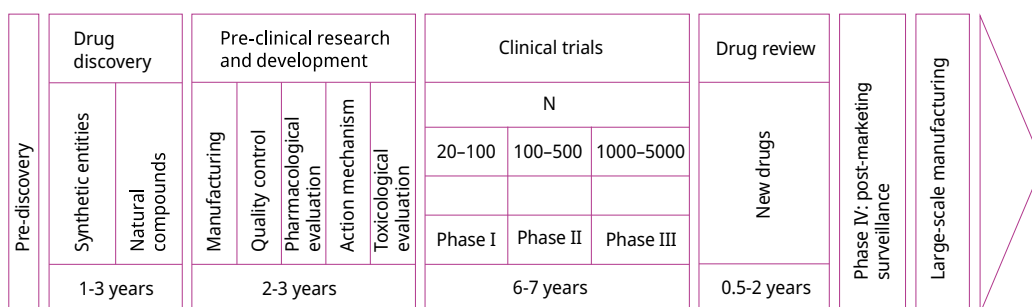 Pre-discovery
Drug
discovery
Synthetic entities
Natural
compounds
1-3 years
Pre-clinical research
and development
Manufacturing
Quality control
Pharmacological
evaluation
Action mechanism
Toxicological
evaluation
2-3 years
Clinical trials
N
20–100
100–500
1000–5000
Phase I
Phase II
Phase III
6-7 years
Drug review
New drugs
0.5-2 years
Phase IV: post-marketing
surveillance
Large-scale manufacturing